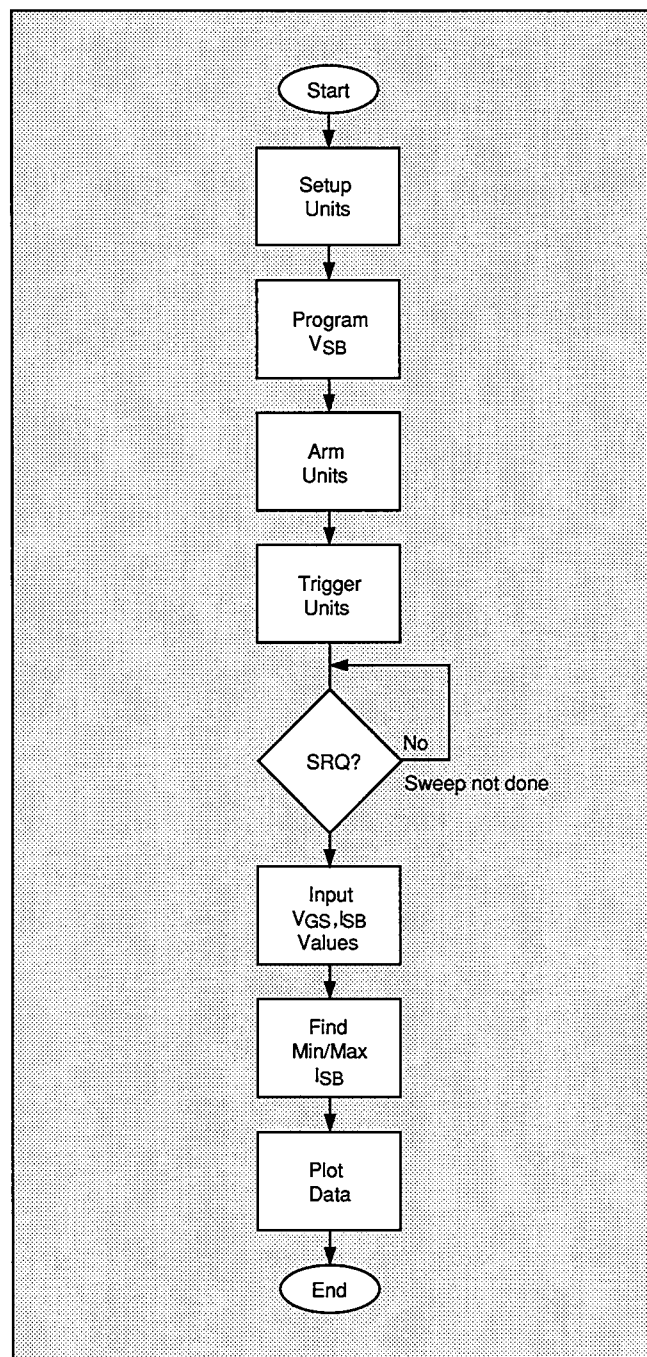 Start
Setup
Units
Program
VSB
Arm
Units
Trigger
Units
SRQ?
No
Sweep not done
Input
VGS,ISB
Values
Find
Min/Max
ISB
Plot
Data
End